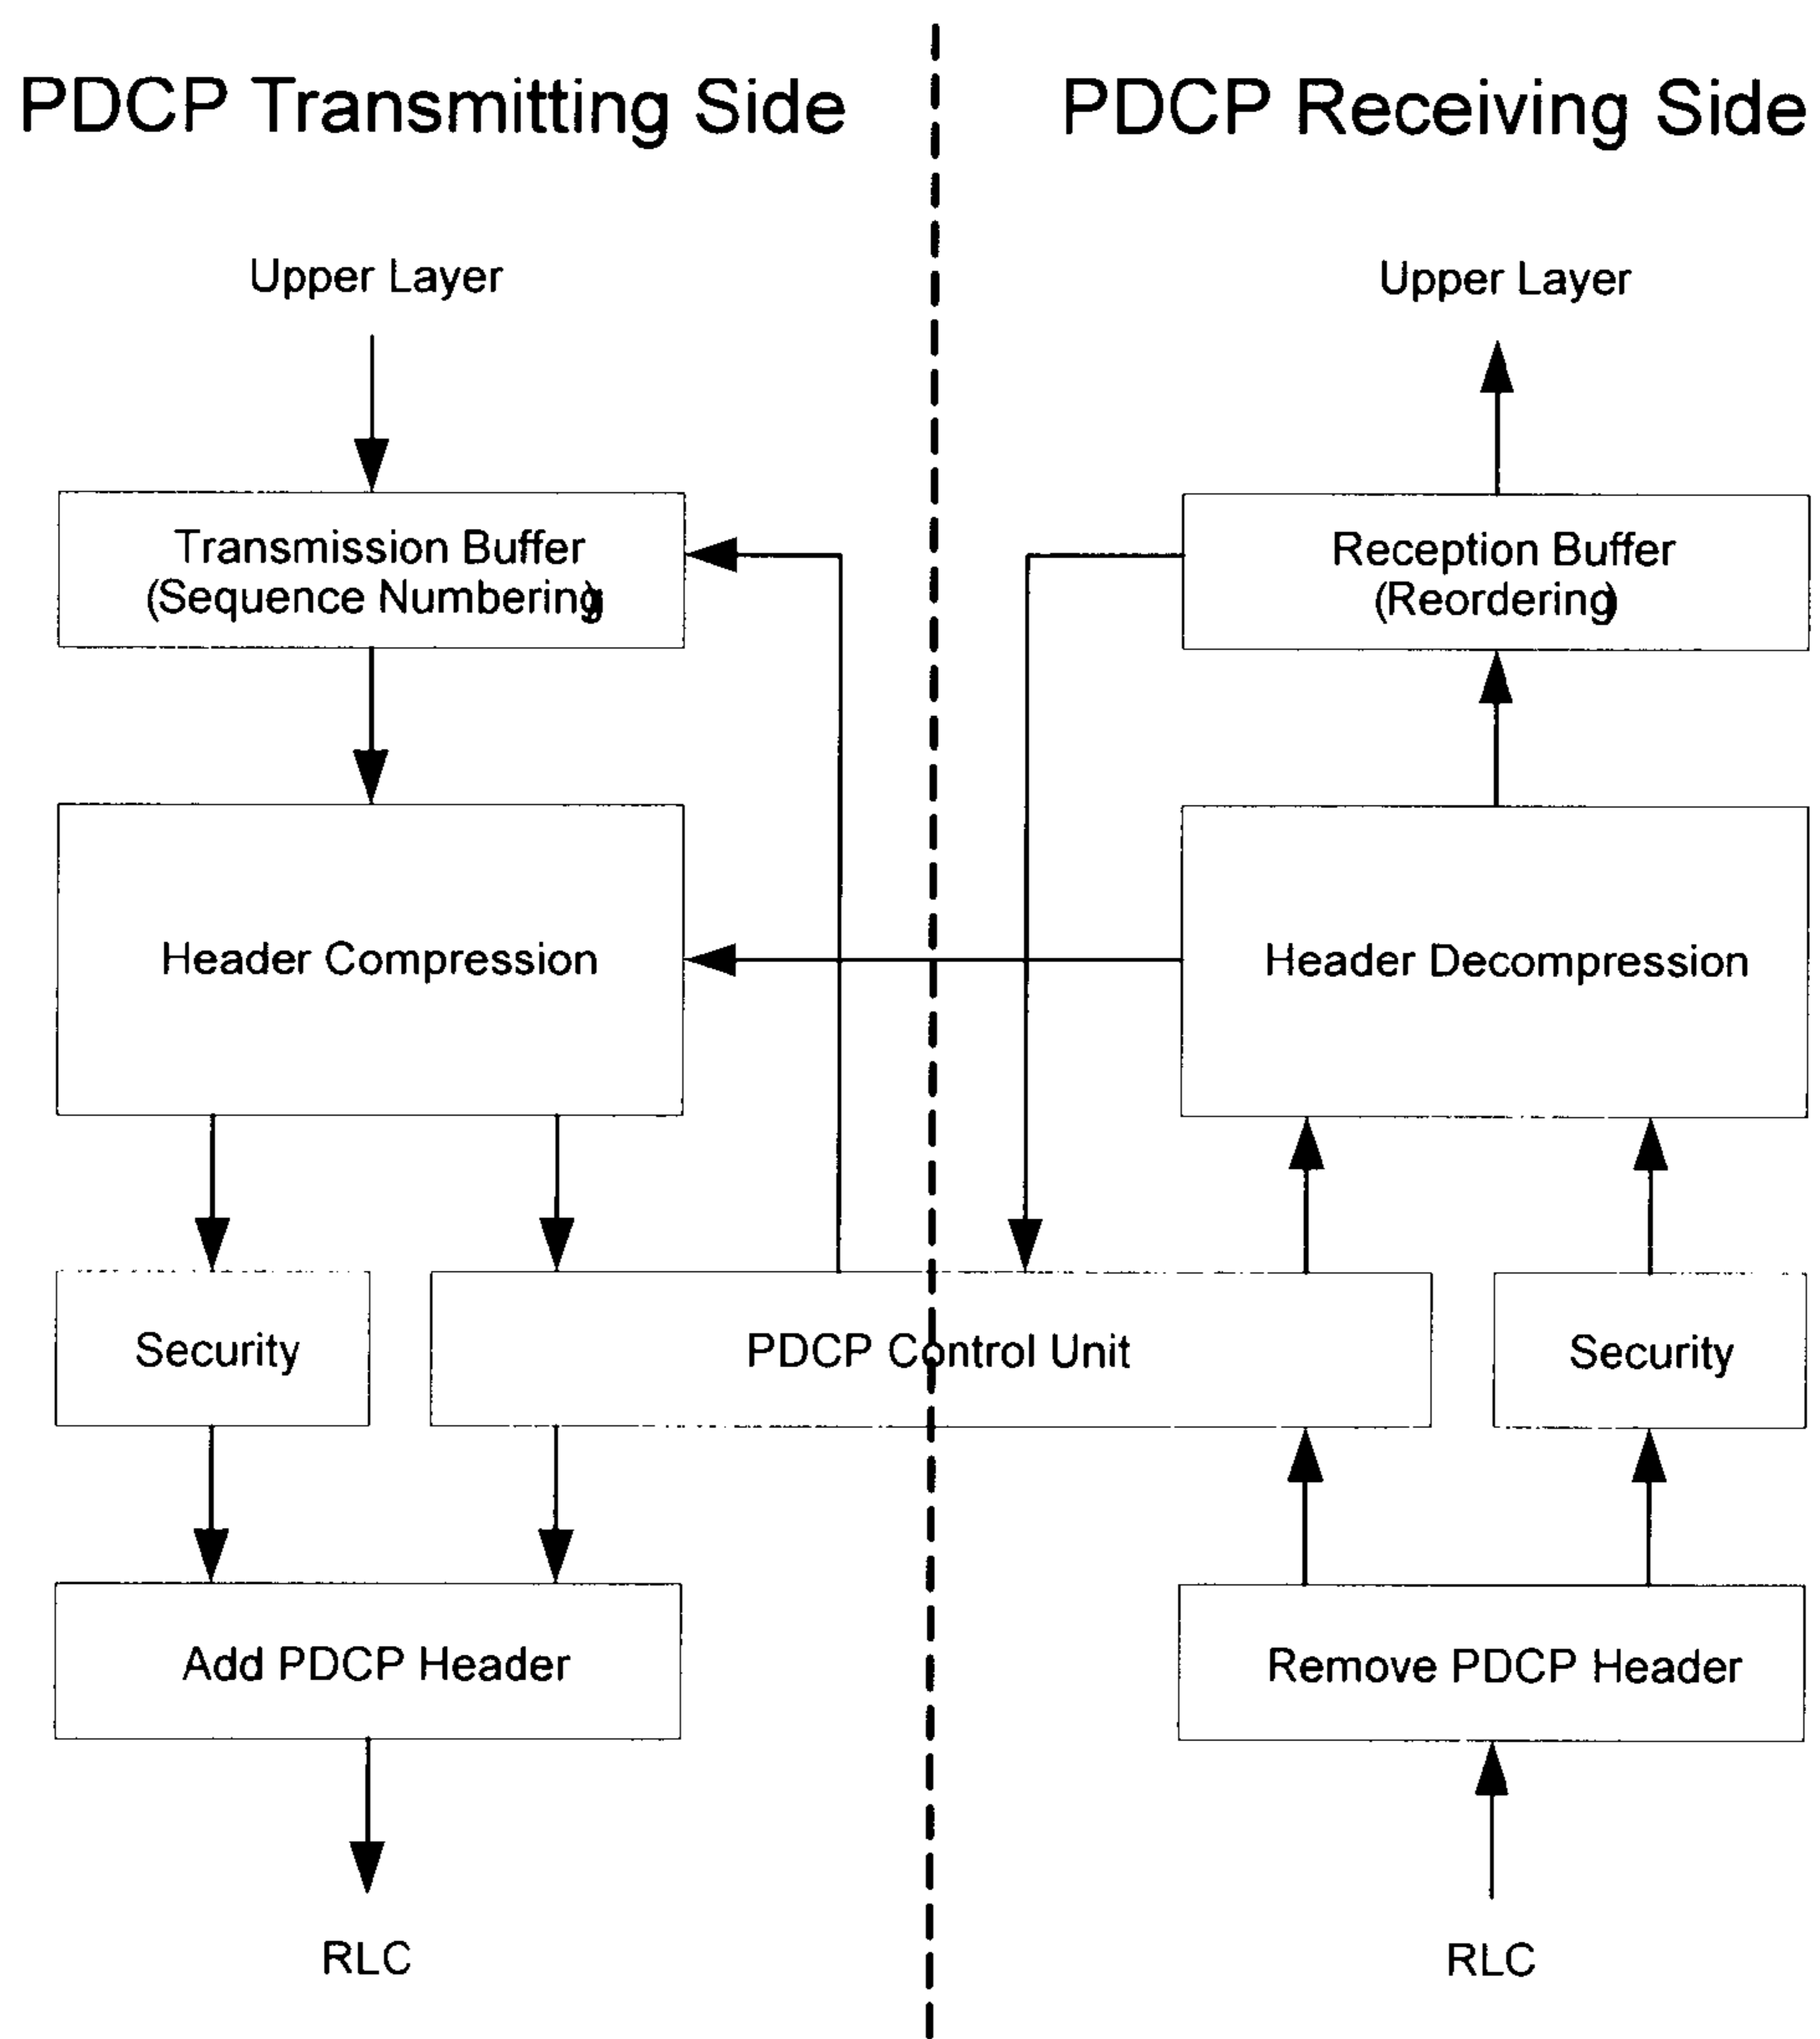 PDCP Transmitting Side
PDCP Receiving Side
Upper Layer
Upper Layer
Transmission Buffer
(Sequence Numbering)
Reception Buffer
(Reordering)
Header Compression
Header Decompression
Security
PDCP Control Unit
Security
Add PDCP Header
Remove PDCP Header
RLC
RLC